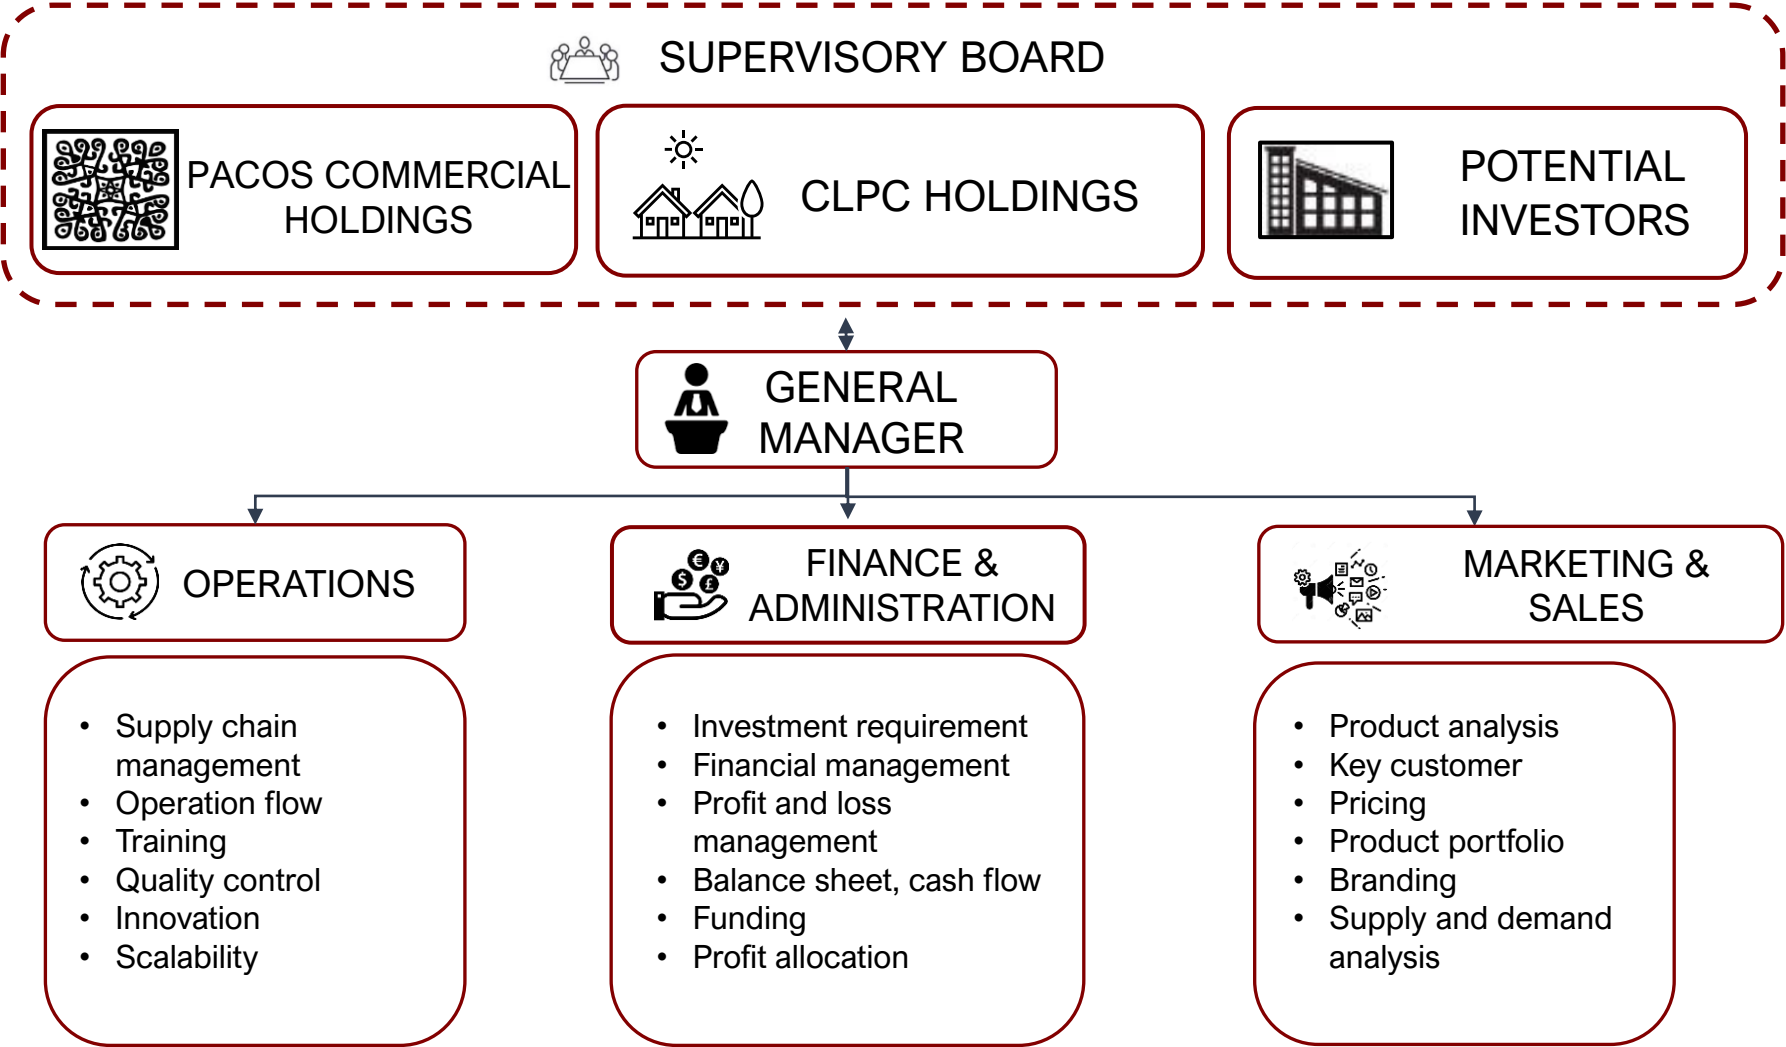 SUPERVISORY BOARD
PACOS COMMERCIAL
HOLDINGS
CLPC HOLDINGS
POTENTIAL
INVESTORS
GENERAL
MANAGER
OPERATIONS
• Supply chain
management
• Operation flow
• Training
• Quality control
• Innovation
• Scalability
FINANCE &
ADMINISTRATION
• Investment requirement
• Financial management
• Profit and loss
management
• Balance sheet, cash flow
• Funding
• Profit allocation
MARKETING &
SALES
• Product analysis
• Key customer
• Pricing
• Product portfolio
• Branding
• Supply and demand
analysis